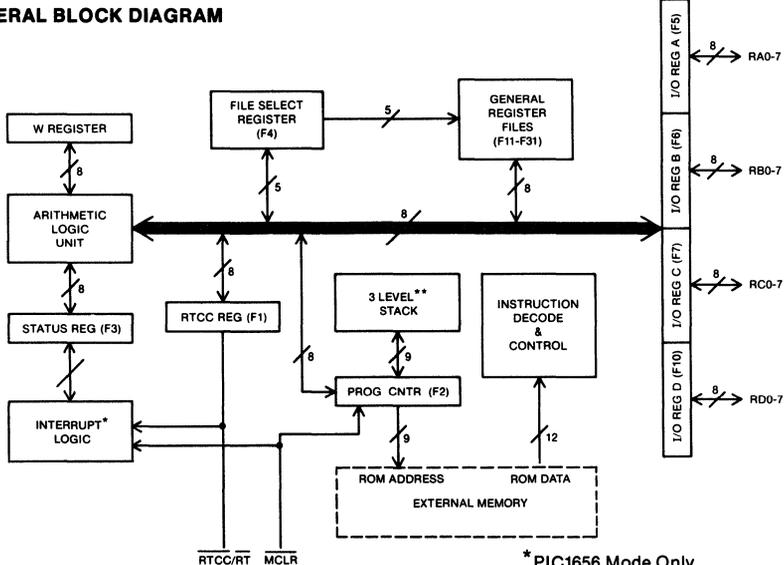 ERAL BLOCK DIAGRAM
W REGISTER
8
ARITHMETIC
LOGIC
UNIT
8
STATUS REG (F3)
INTERRUPT*
LOGIC
FILE SELECT
REGISTER
(F4)
5
5
GENERAL
REGISTER
FILES
(F11-F31)
8
8
8
RTCC REG (F1)
8
3 LEVEL**
STACK
9
PROG CNTR (F2)
9
INSTRUCTION
DECODE
&
CONTROL
12
ROM ADDRESS
ROM DATA
EXTERNAL MEMORY
RTCC/RT
MCLR
I/O REG A (F5)
8
RA0-7
I/O REG B (F6)
8
RB0-7
I/O REG C (F7)
8
RC0-7
I/O REG D (F10)
8
RD0-7
*PIC1656 Mode Only